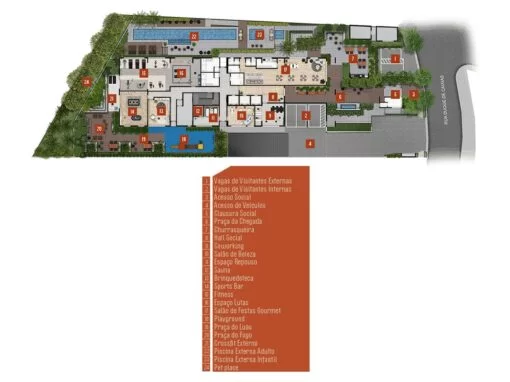 RUA DUQUE DE CAXIAS
1 Vagas de Visitantes Externas
2 Vagas de Visitantes Internas
3 Acesso Social
4 Acesso de Veículos
5 Clausura Social
6 Praça da Chegada
7 Churrasqueira
8 Hall Social
9 Coworking
10 Salão de Beleza
11 Espaço Repouso
12 Sauna
13 Brinquedoteca
14 Sports Bar
15 Fitness
16 Espaço Lutas
17 Salão de Festas Gourmet
18 Playground
19 Praça do Luau
20 Praça do Fogo
21 Crossfit Externo
22 Piscina Externa Adulto
23 Piscina Externa Infantil
24 Pet place